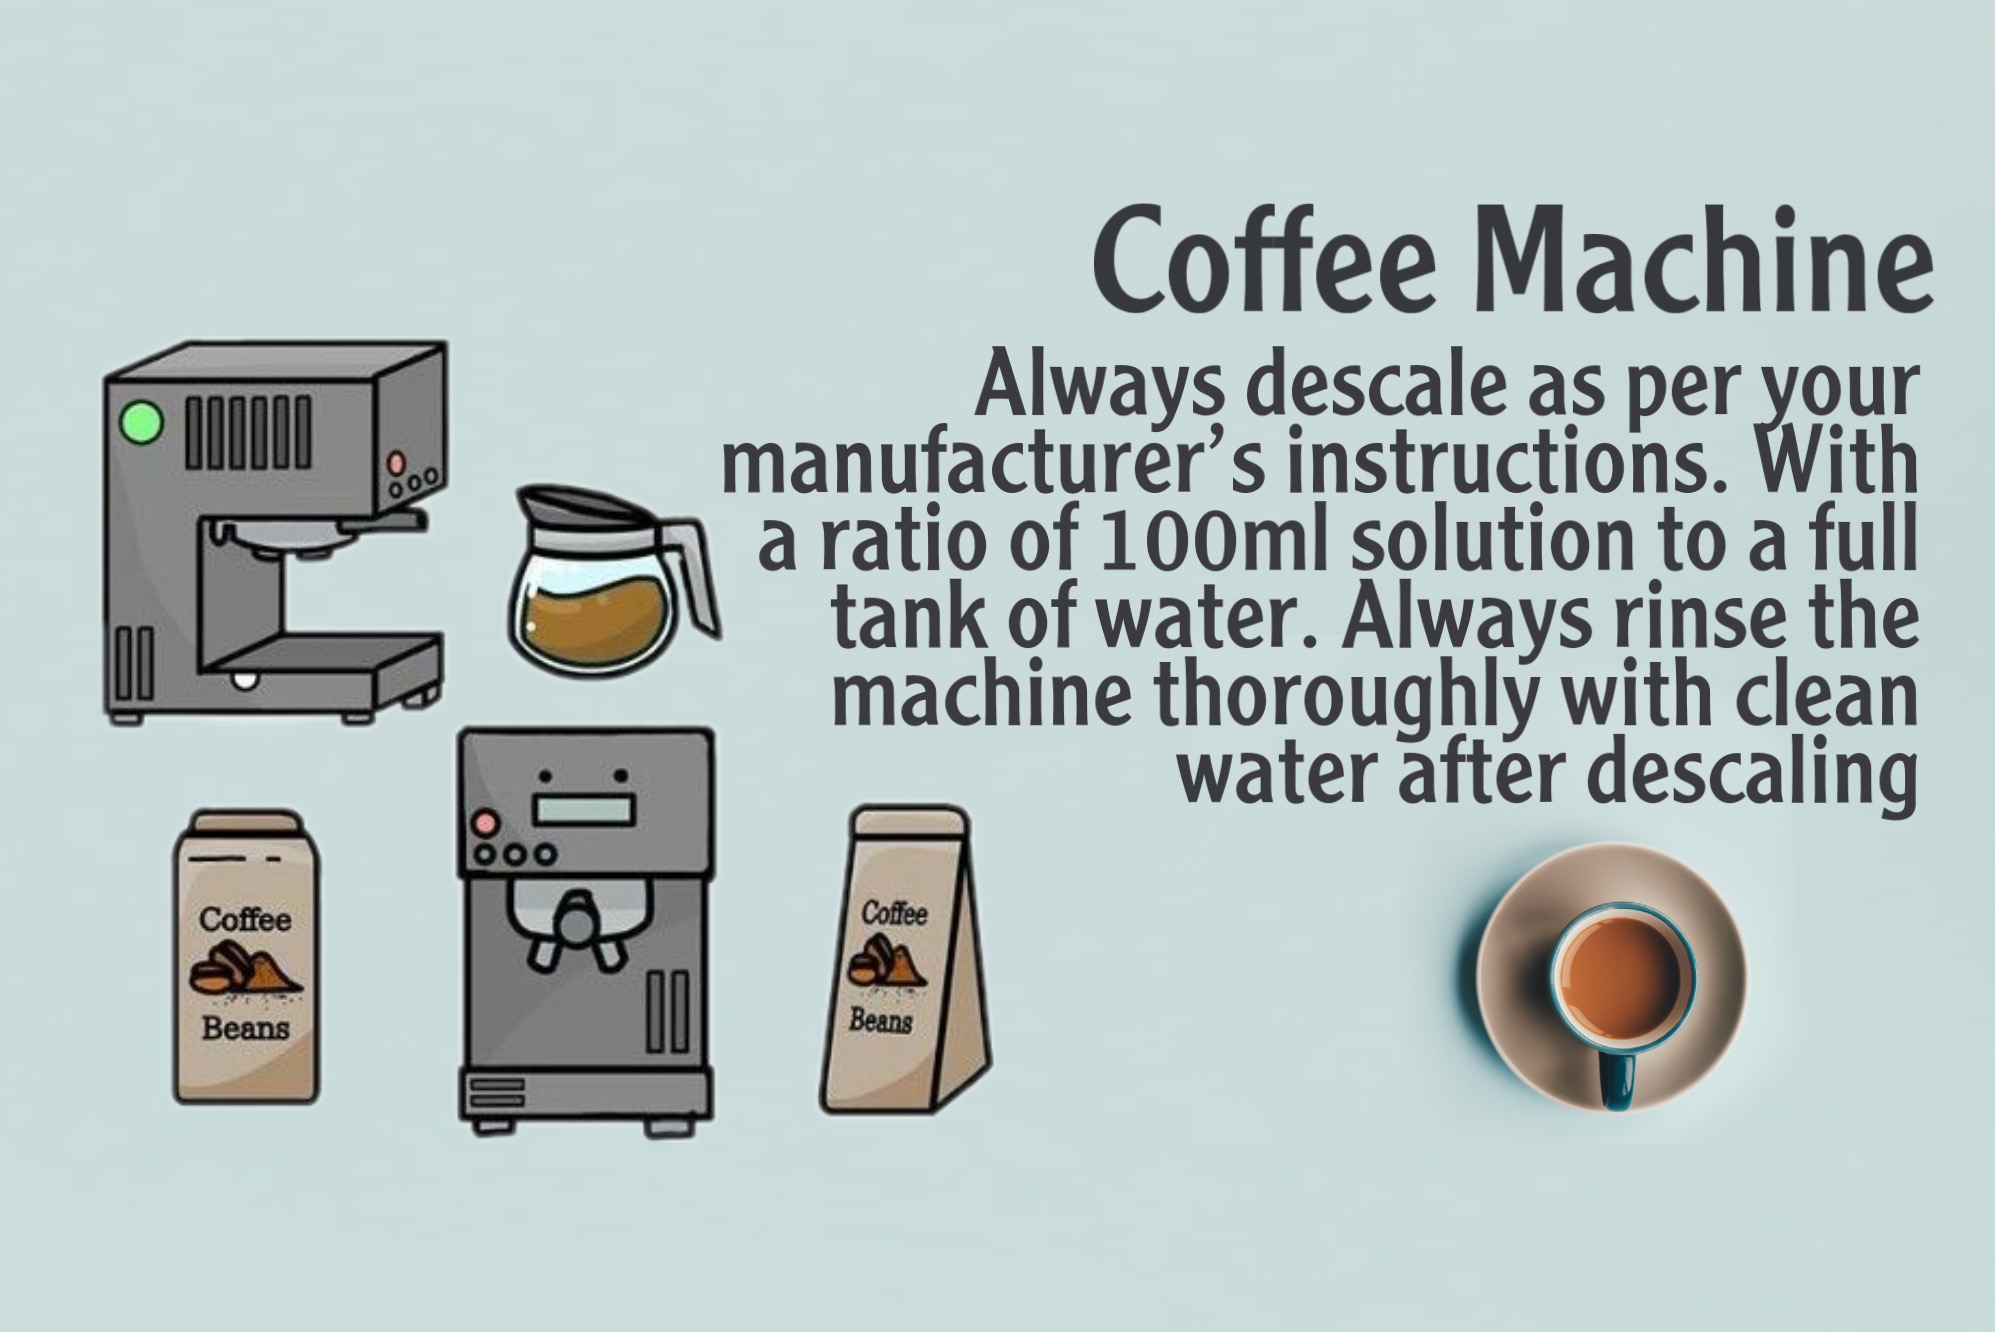 Coffee Machine
Always descale as per your
manufacturer’s instructions. With
a ratio of 100ml solution to a full
tank of water. Always rinse the
machine thoroughly with clean
water after descaling
Coffee
Beans
Coffee
Beans